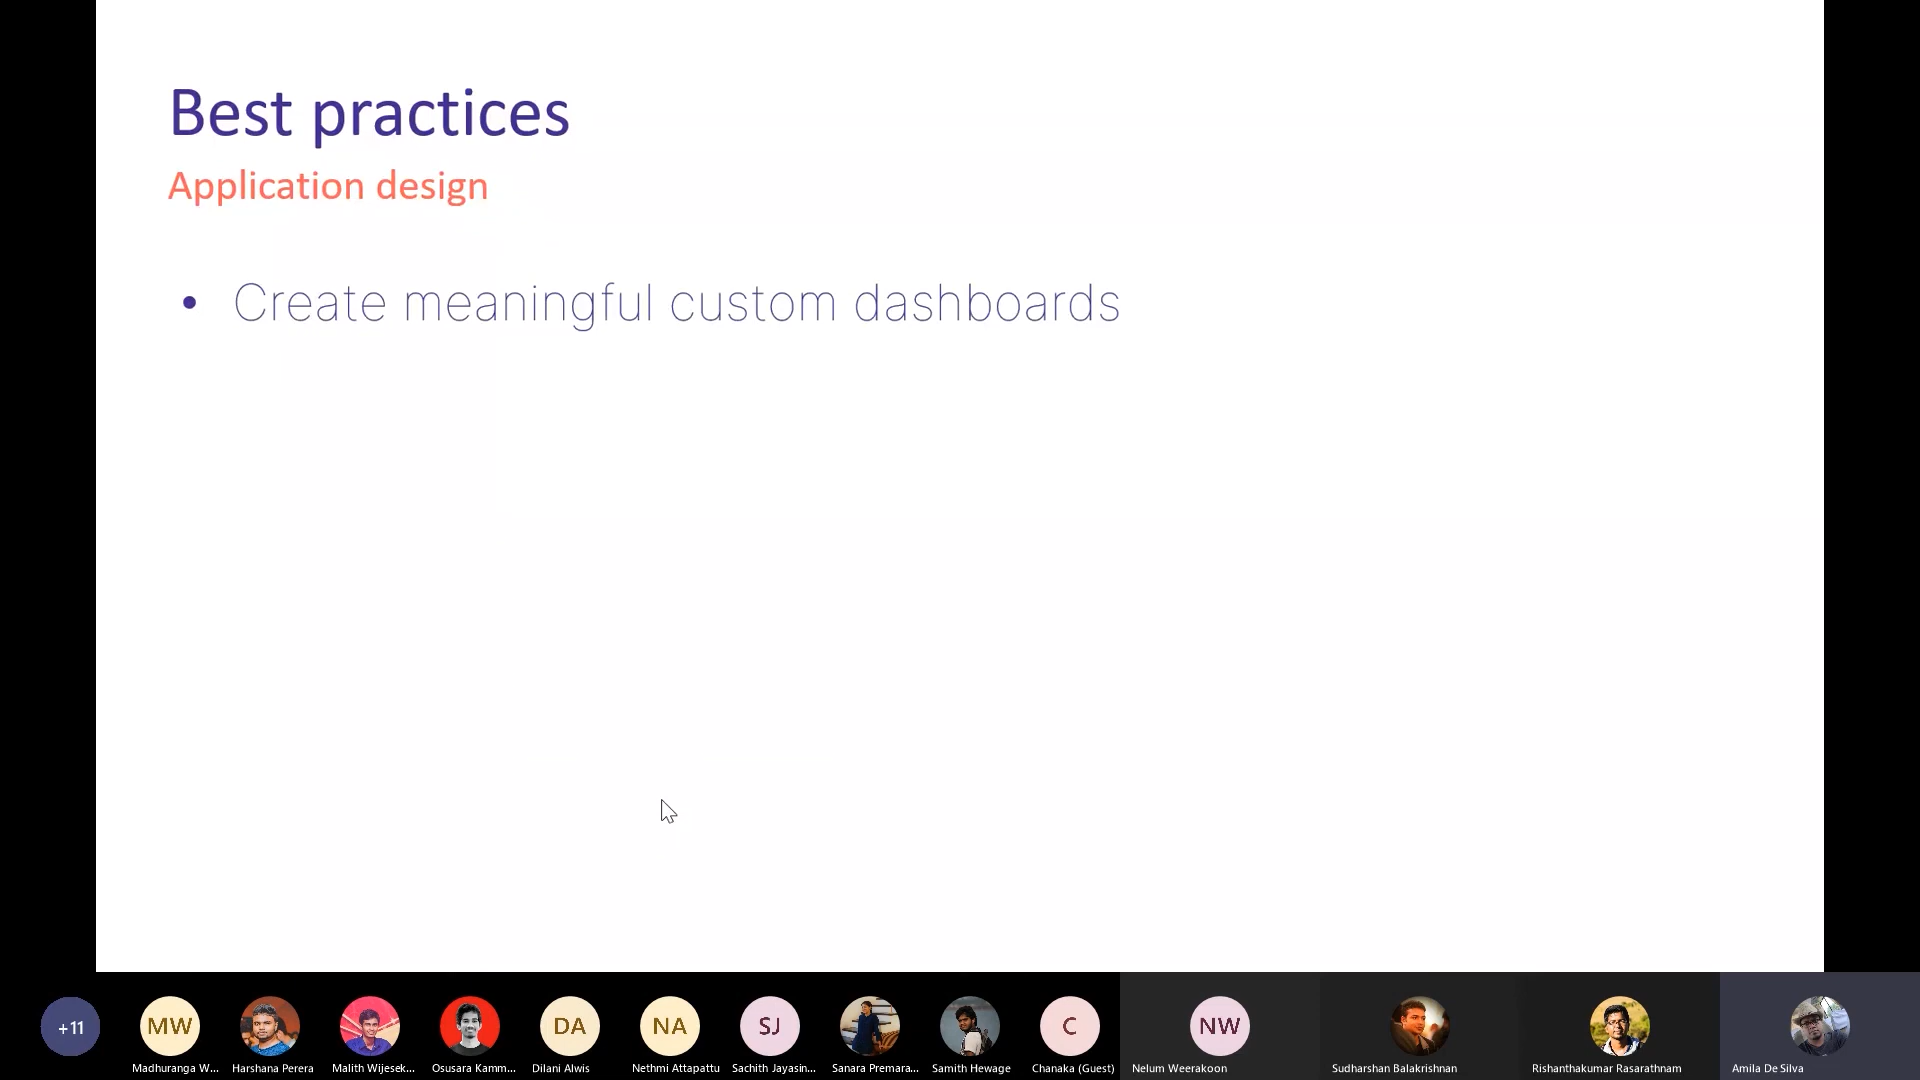 Best practices
Application design
• Create meaningful custom dashboards
+11
MW
DA
NA
SJ
C
NW
Madhuranga W...
Harshana Perera
Malith Wijesek...
Osusara Kamm...
Dilani Alwis
Nethmi Attapattu
Sachith Jayasin...
Sanara Premara...
Samith Hewage
Chanaka (Guest)
Nelum Weerakoon
Sudharshan Balakrishnan
Rishanthakumar Rasarathnam
Amila De Silva